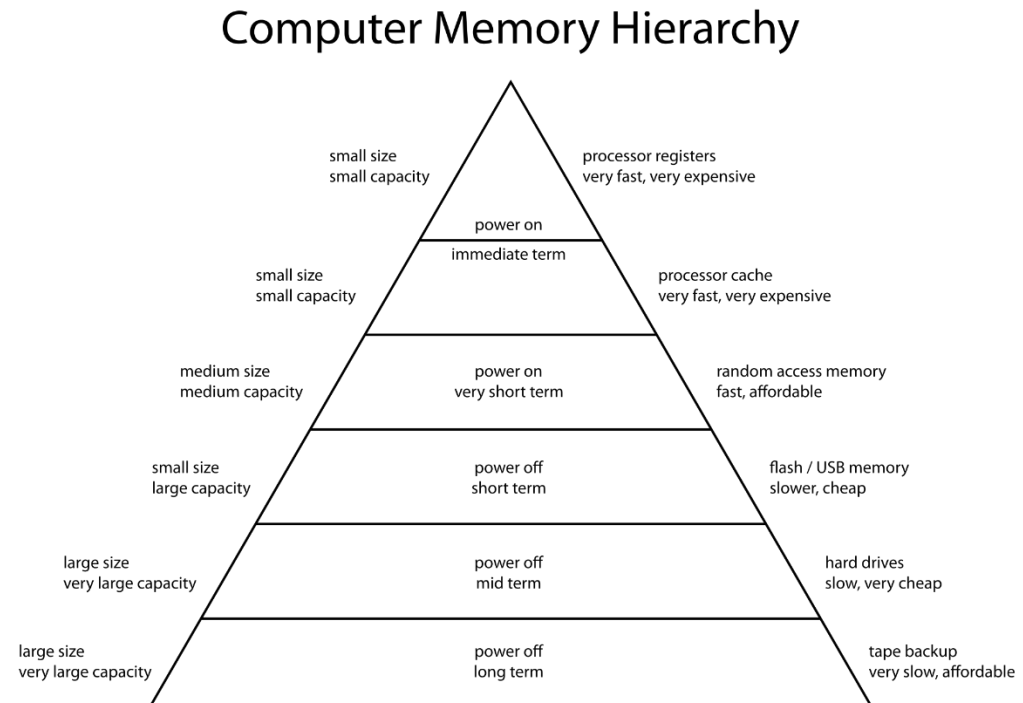 Computer Memory Hierarchy
small size
small capacity
processor registers
very fast, very expensive
power on
immediate term
small size
small capacity
processor cache
very fast, very expensive
medium size
medium capacity
power on
very short term
random access memory
fast, affordable
small size
large capacity
power off
short term
flash / USB memory
slower, cheap
large size
very large capacity
power off
mid term
hard drives
slow, very cheap
large size
very large capacity
power off
long term
tape backup
very slow, affordable